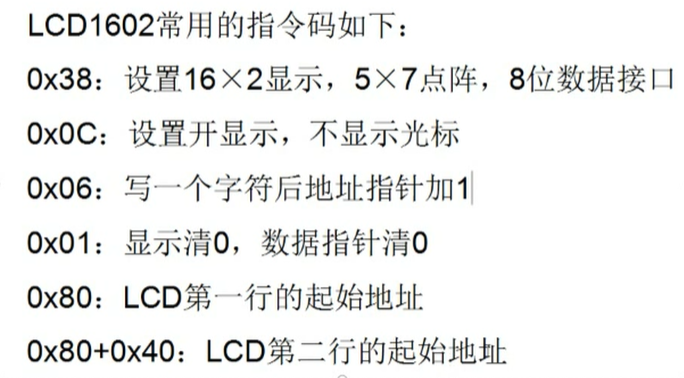 LCD1602常用的指令码如下：
0x38：设置16×2显示，5×7点阵，8位数据接口
0x0C：设置开显示，不显示光标
0x06：写一个字符后地址指针加1
0x01：显示清0，数据指针清0
0x80：LCD第一行的起始地址
0x80+0x40：LCD第二行的起始地址